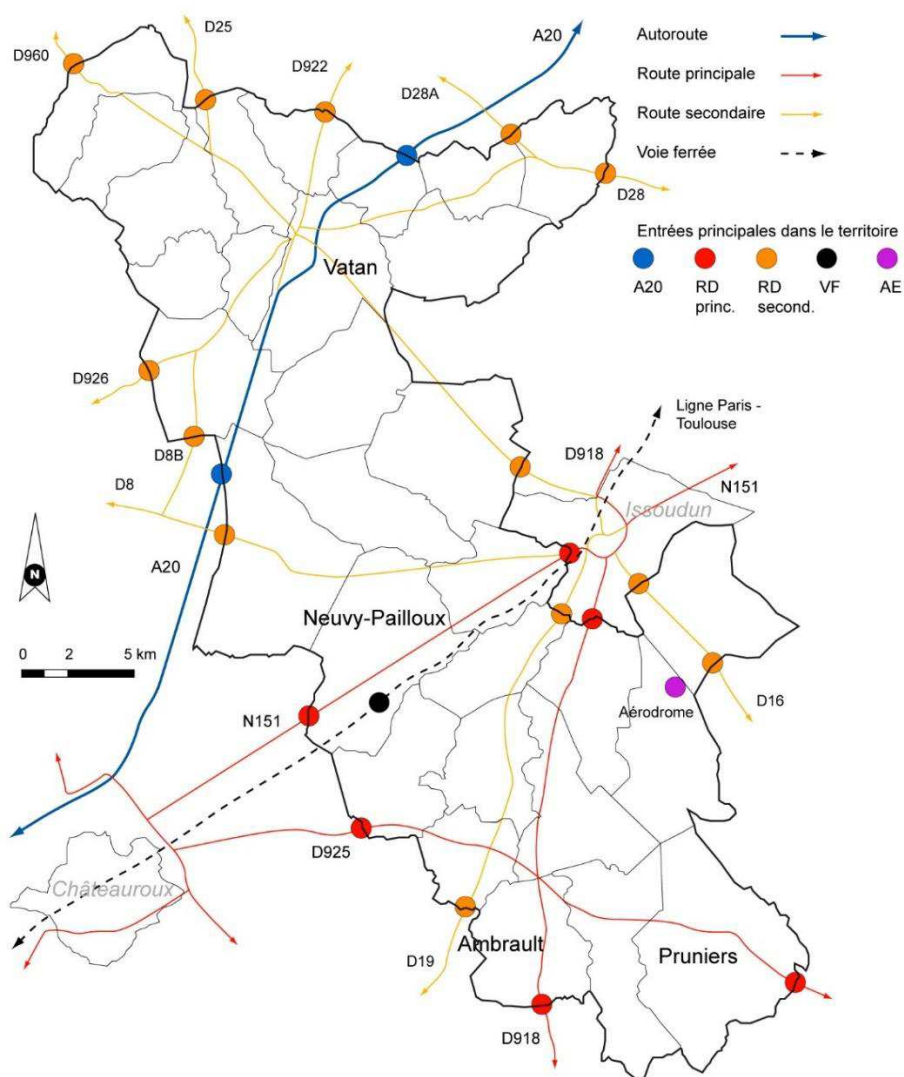 D25
D960
D922
A20
D28A
D28
Autoroute
Route principale
Route secondaire
Voie ferrée
Entrées principales dans le territoire
A20
RD
princ.
RD
second.
VF
AE
Vatan
D926
D8B
D8
A20
Ligne Paris -
Toulouse
D918
N151
Issoudun
N
0 2 5 km
Neuvy-Pailloux
N151
Aérodrome
D16
D925
Châteauroux
D19
Ambrault
Pruniers
D918